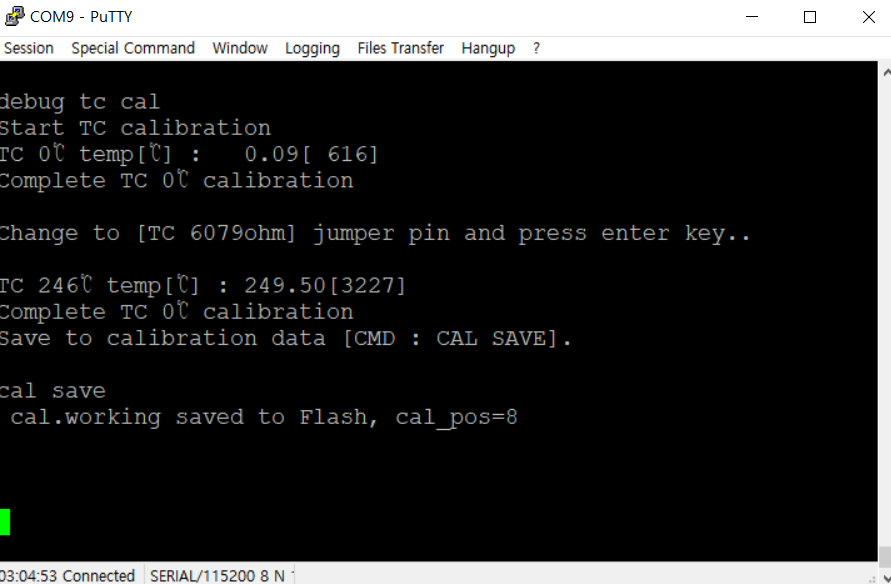 COM9 - PuTTY
Session Special Command Window Logging Files Transfer Hangup ?
debug tc cal
Start TC calibration
TC 0℃ temp[℃] :   0.09[ 616]
Complete TC 0℃ calibration
Change to [TC 6079ohm] jumper pin and press enter key..
TC 246℃ temp[℃] : 249.50[3227]
Complete TC 0℃ calibration
Save to calibration data [CMD : CAL SAVE].
cal save
cal.working saved to Flash, cal_pos=8
03:04:53 Connected SERIAL/115200 8 N